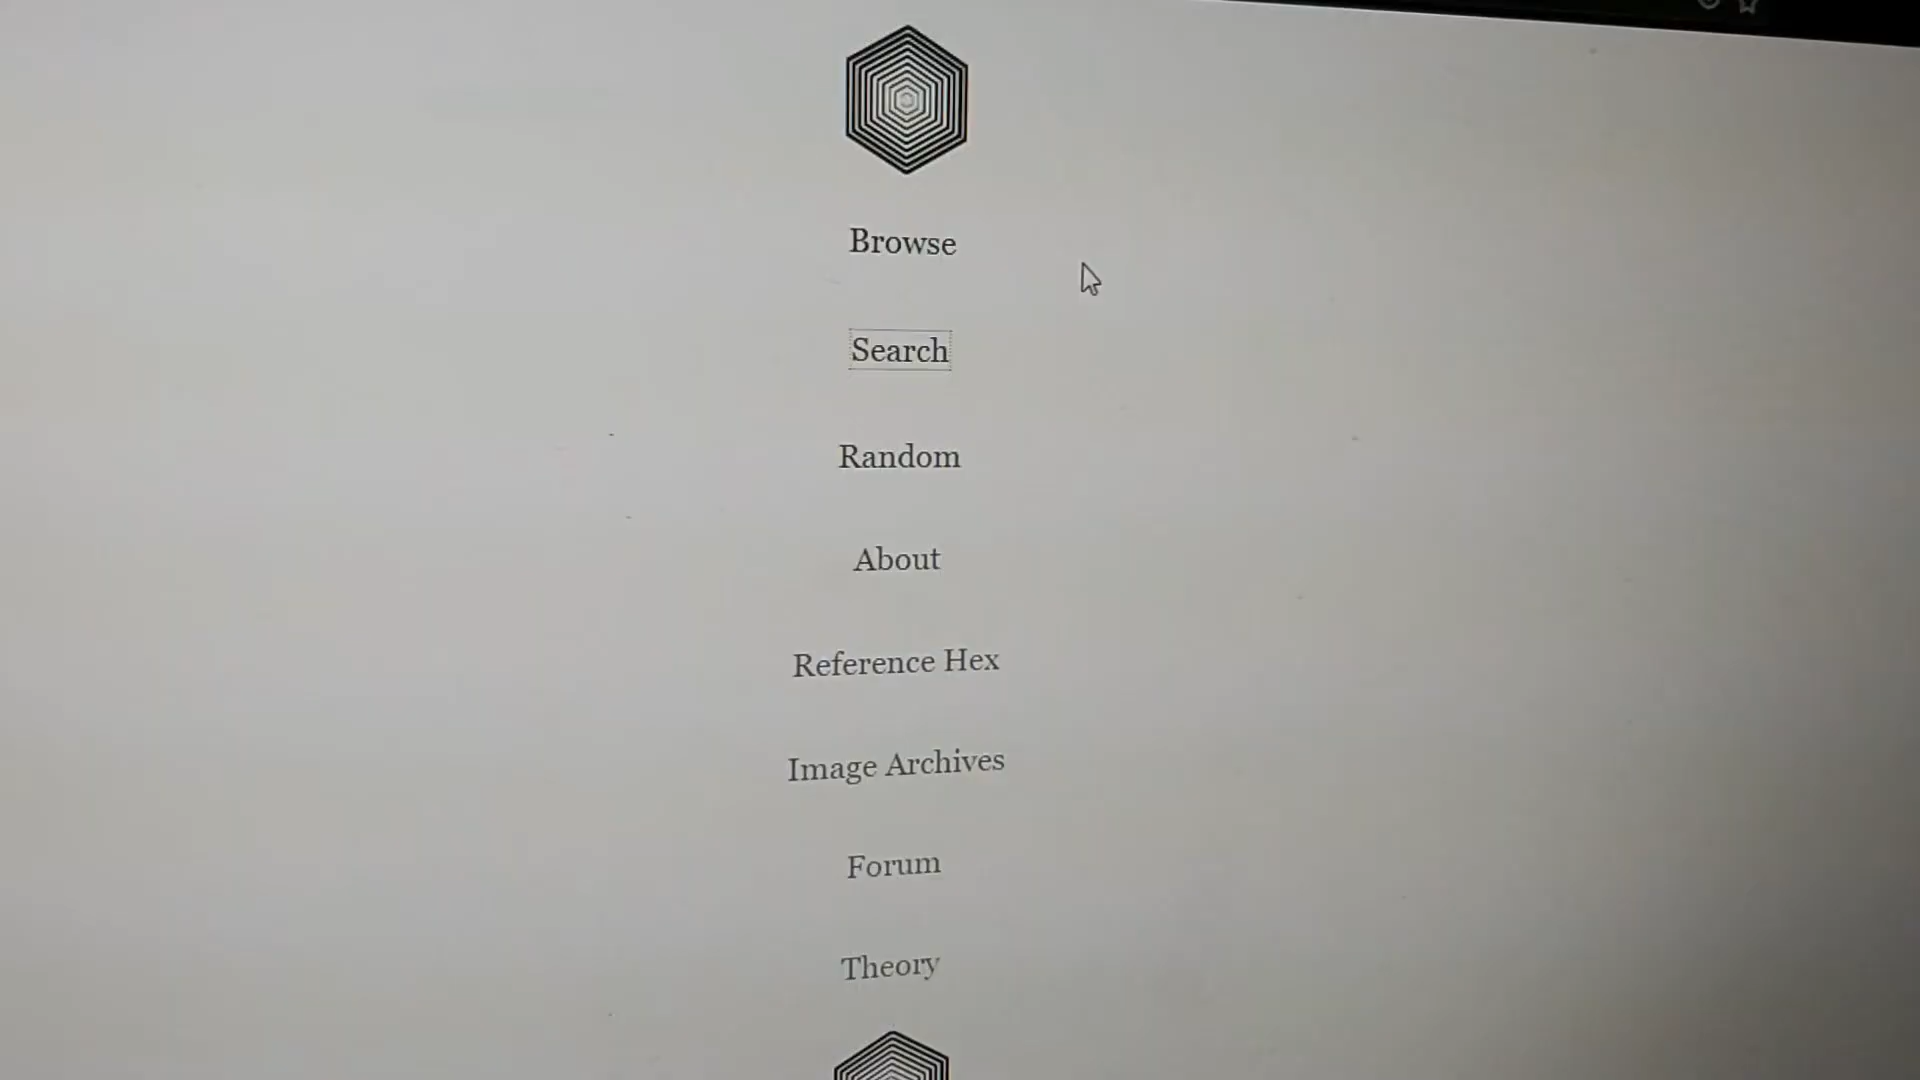 Browse
Search
Random
About
Reference Hex
Image Archives
Forum
Theory